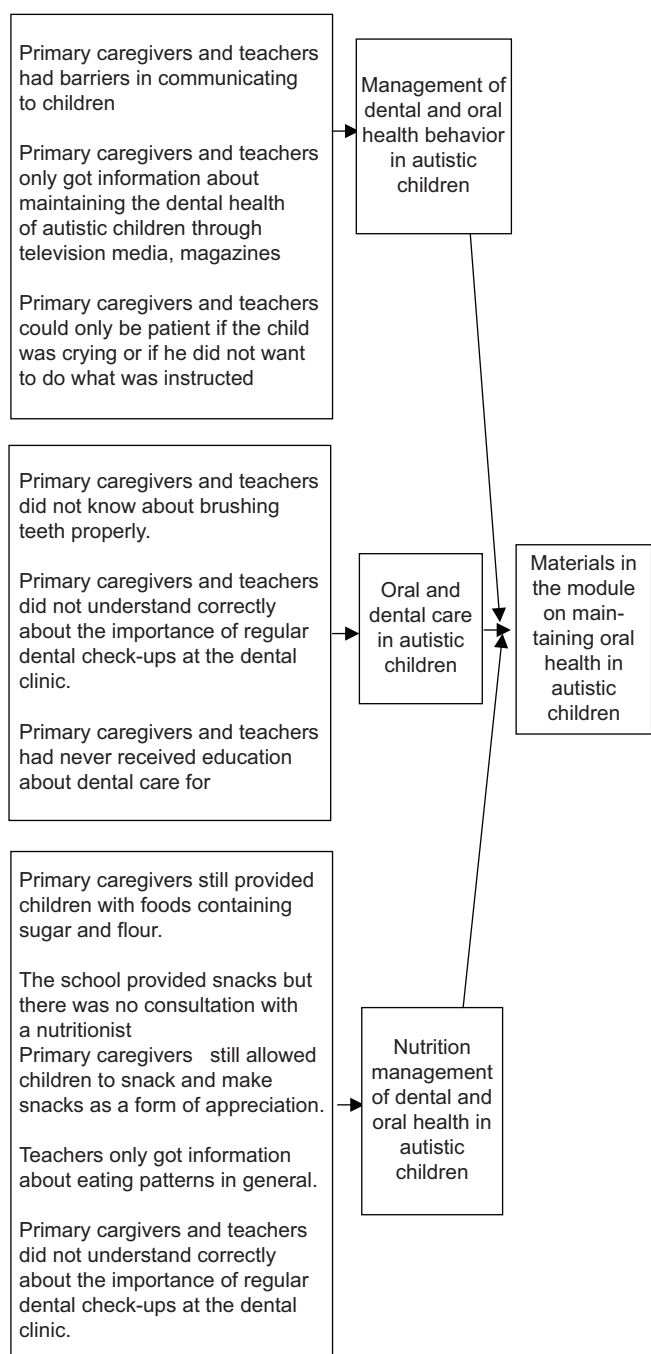 Primary caregivers and teachers
had barriers in communicating
to children
Primary caregivers and teachers
only got information about
maintaining the dental health
of autistic children through
television media, magazines
Primary caregivers and teachers
could only be patient if the child
was crying or if he did not want
to do what was instructed
Management of
dental and oral
health behavior
in autistic
children
Primary caregivers and teachers
did not know about brushing
teeth properly.
Primary caregivers and teachers
did not understand correctly
about the importance of regular
dental check-ups at the dental
clinic.
Primary caregivers and teachers
had never received education
about dental care for
Oral and
dental care
in autistic
children
Materials in
the module
on main-
taining oral
health in
autistic
children
Primary caregivers still provided
children with foods containing
sugar and flour.
The school provided snacks but
there was no consultation with
a nutritionist
Primary caregivers still allowed
children to snack and make
snacks as a form of appreciation.
Teachers only got information
about eating patterns in general.
Primary cargivers and teachers
did not understand correctly
about the importance of regular
dental check-ups at the dental
clinic.
Nutrition
management
of dental and
oral health in
autistic
children